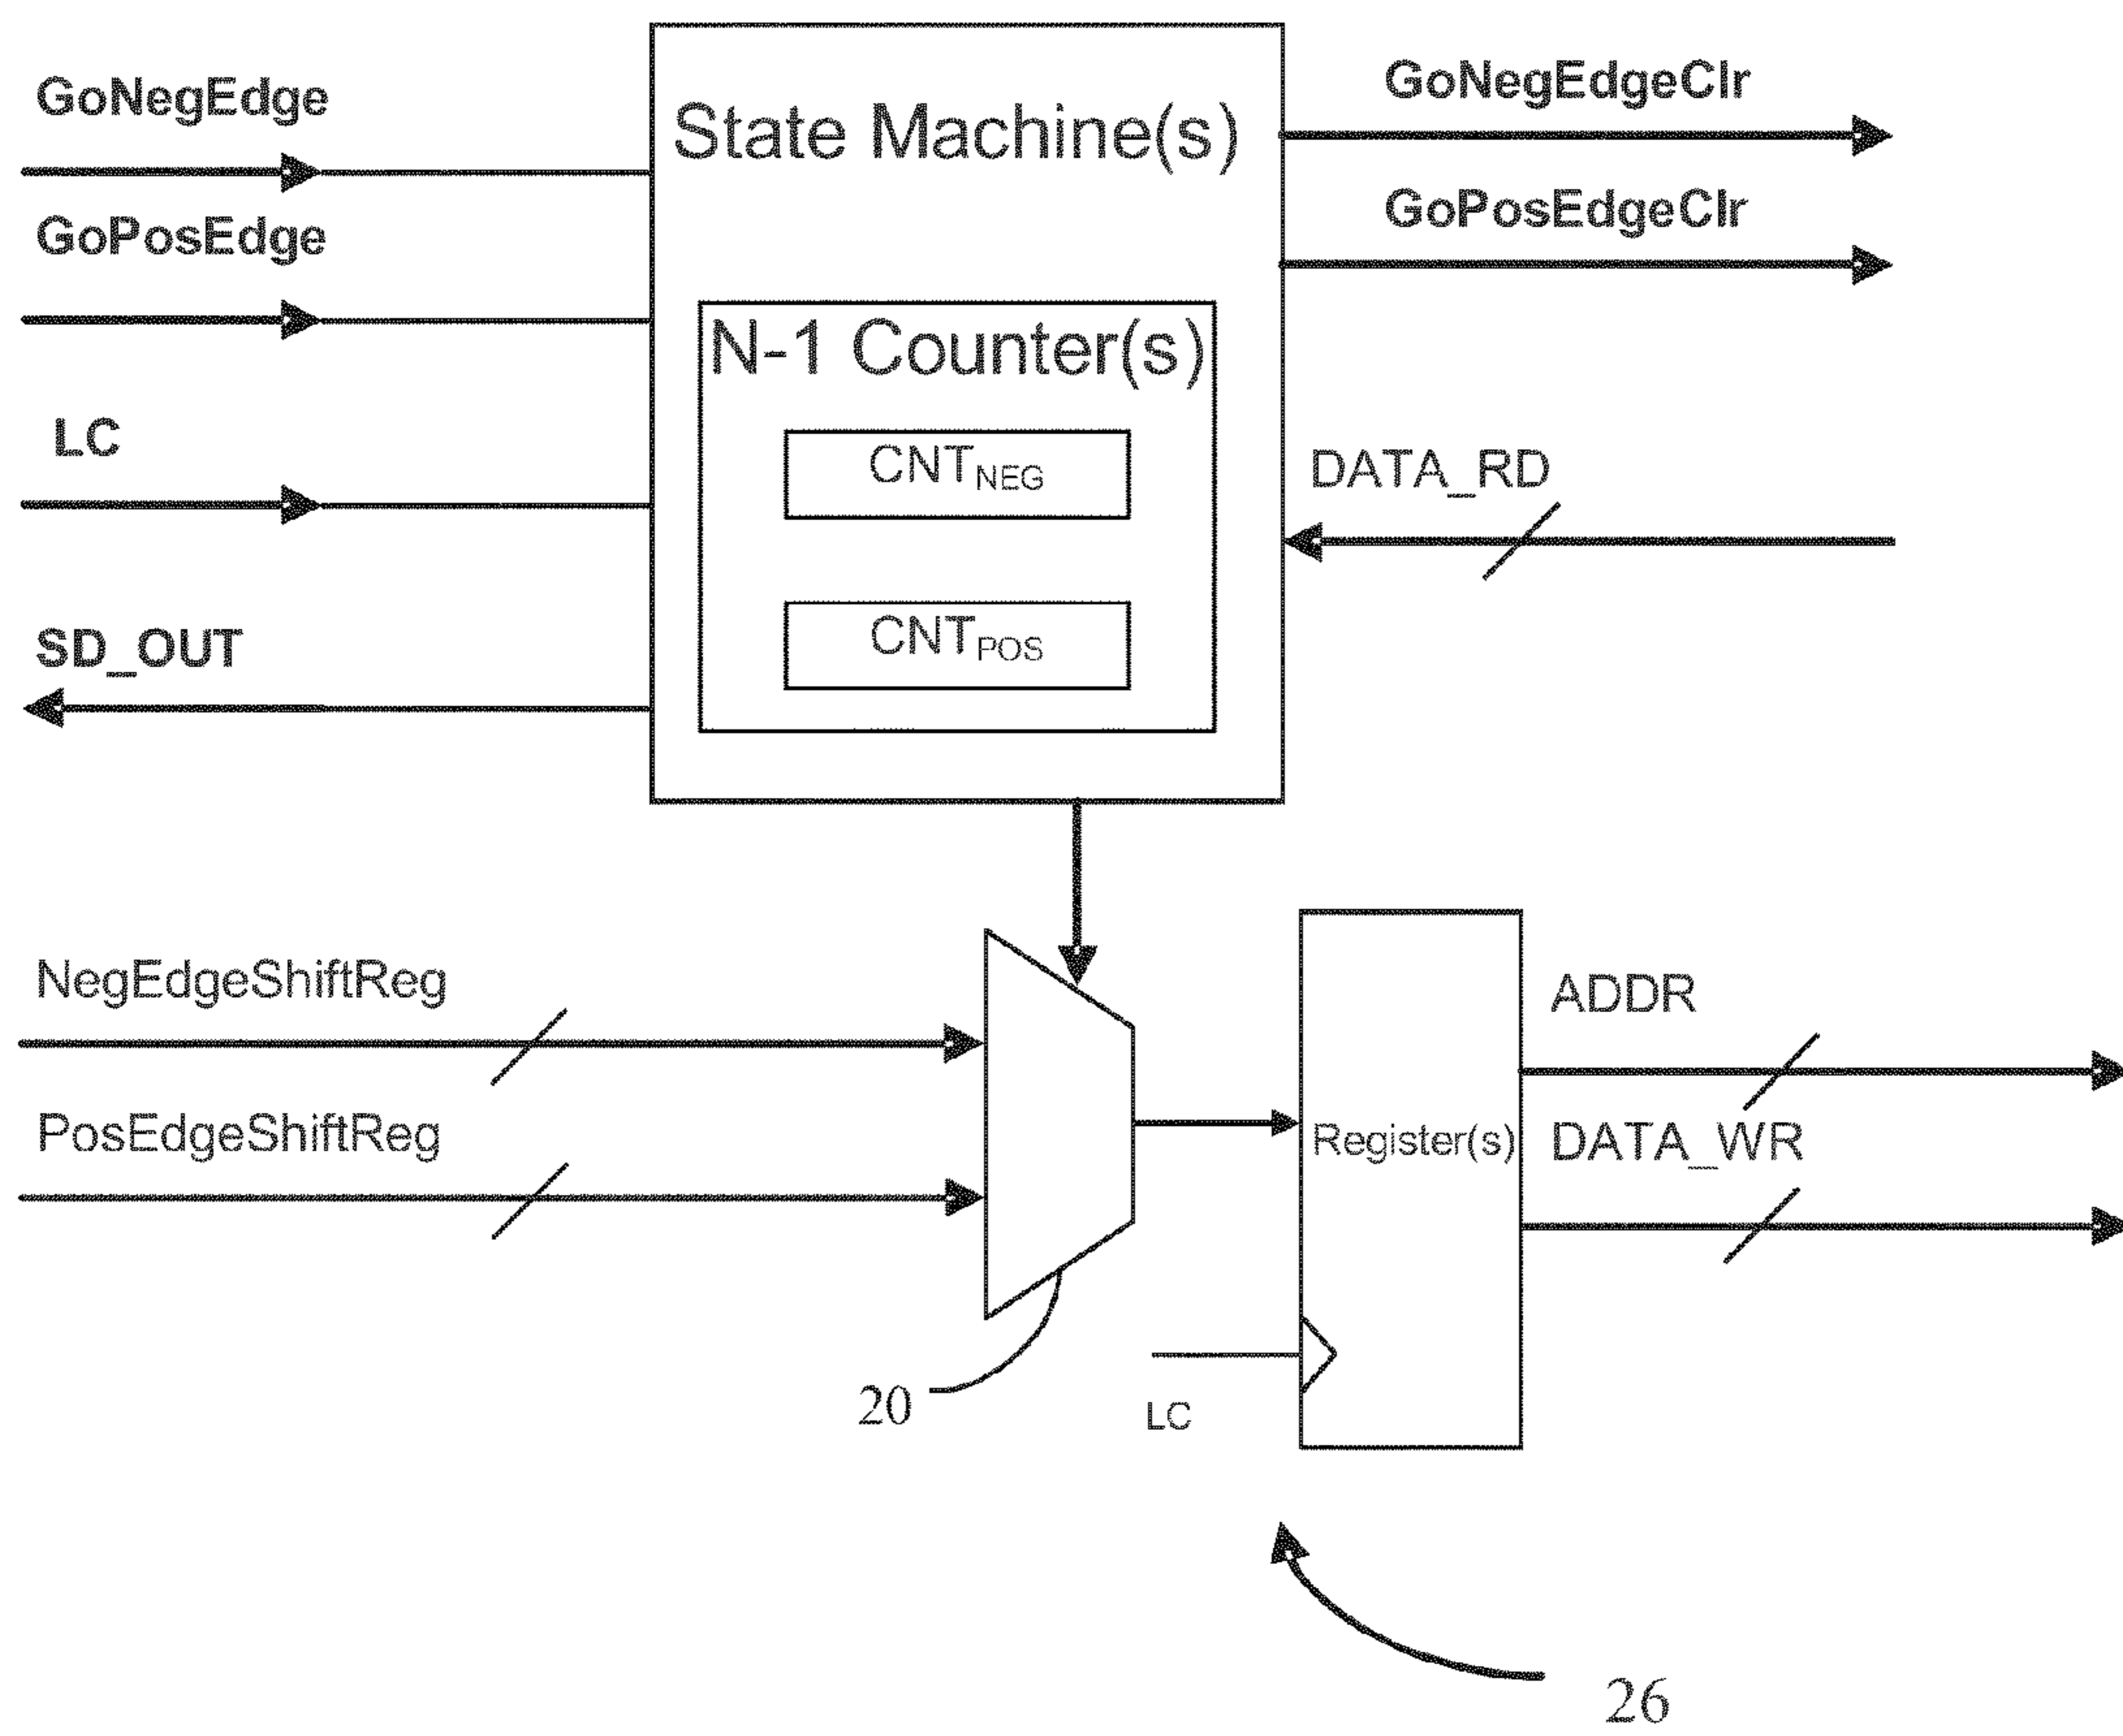 GoNegEdge
GoPosEdge
LC
SD_OUT
State Machine(s)
N-1 Counter(s)
CNTNEG
CNTPOS
GoNegEdgeClr
GoPosEdgeClr
DATA_RD
NegEdgeShiftReg
PosEdgeShiftReg
20
LC
Register(s)
ADDR
DATA_WR
26